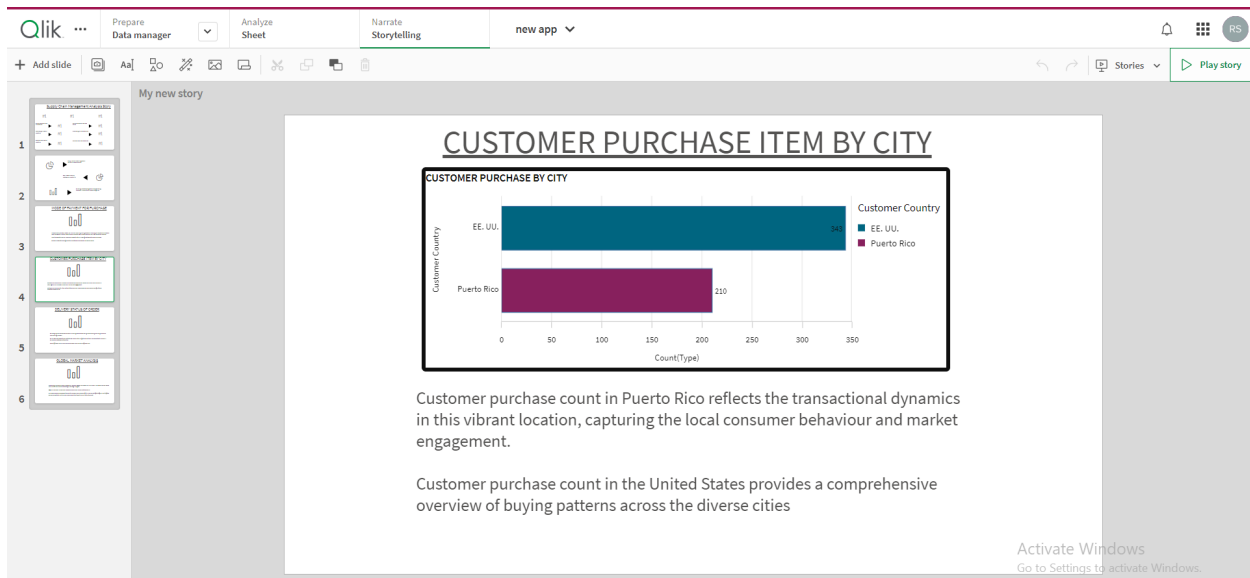 Qlik
Prepare
Data manager
Analyze
Sheet
Narrate
Storytelling
new app
RS
Add slide
Aa
Stories
Play story
My new story
1
2
3
4
5
6
CUSTOMER PURCHASE ITEM BY CITY
CUSTOMER PURCHASE BY CITY
Customer Country
EE. UU.
Puerto Rico
343
210
0 50 100 150 200 250 300 350
Count(Type)
Customer Country
EE. UU.
Puerto Rico
Customer purchase count in Puerto Rico reflects the transactional dynamics
in this vibrant location, capturing the local consumer behaviour and market
engagement.
Customer purchase count in the United States provides a comprehensive
overview of buying patterns across the diverse cities
Activate Windows
Go to Settings to activate Windows.